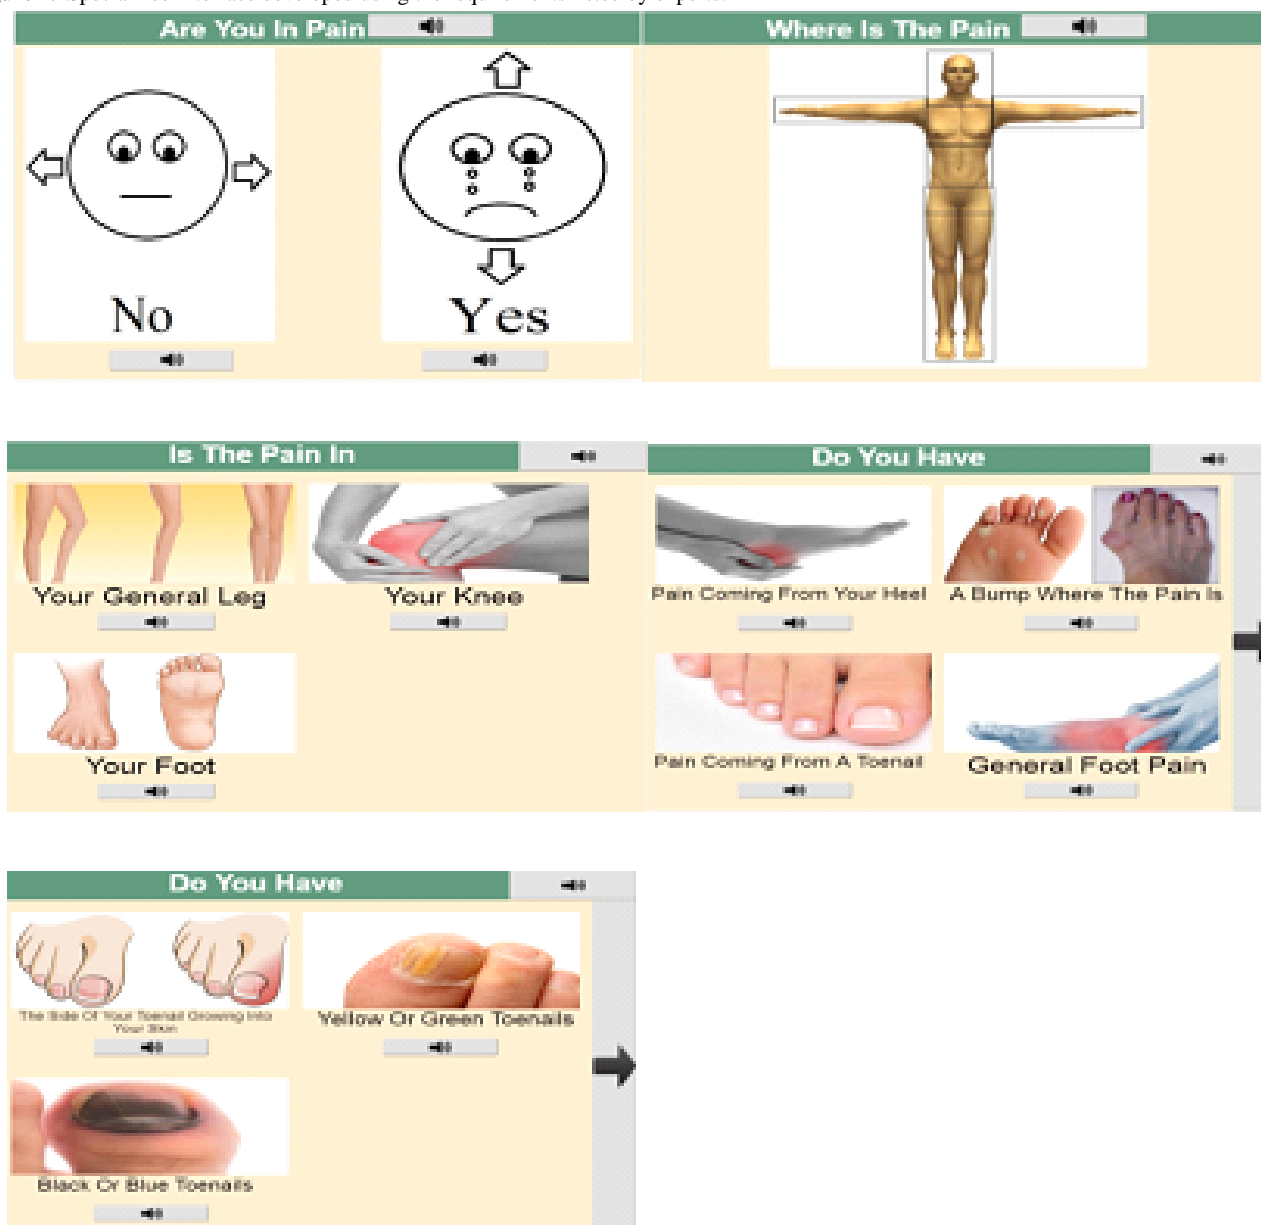 Are You In Pain
Where Is The Pain
No
Yes
Is The Pain In
Do You Have
Your General Leg
Your Knee
Pain Coming From Your Heel
A Bump Where The Pain Is
Your Foot
Pain Coming From A Toenail
General Foot Pain
Do You Have
The Side Of Your Toenail Growing Into
Your Skin
Yellow Or Green Toenails
Black Or Blue Toenails